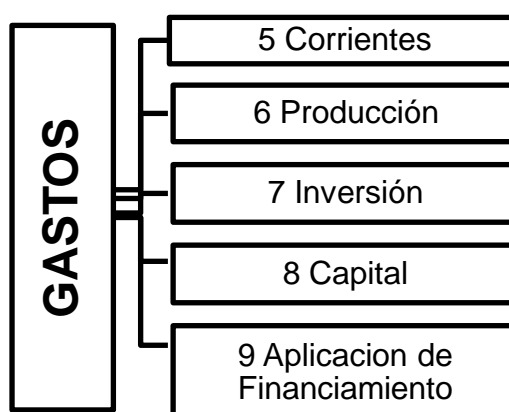 GASTOS
5 Corrientes
6 Producción
7 Inversión
8 Capital
9 Aplicacion de
Financiamiento